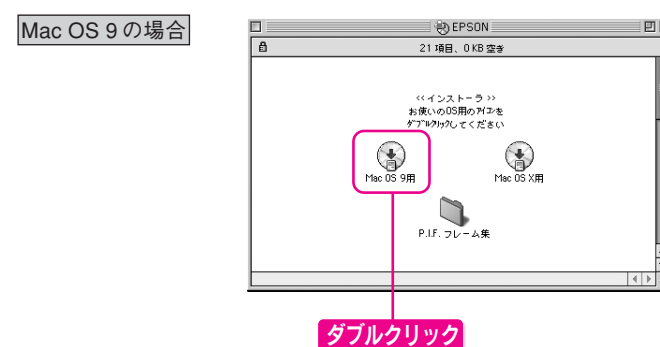 Mac OS 9の場合
EPSON
21 項目、0 KB 空き
<<インストーラ>>
お使いのOS用のｱｲｺﾝを
ﾀﾞﾌﾞﾙｸﾘｯｸしてください
Mac OS 9用
Mac OS X用
P.I.F. フレーム集
ダブルクリック